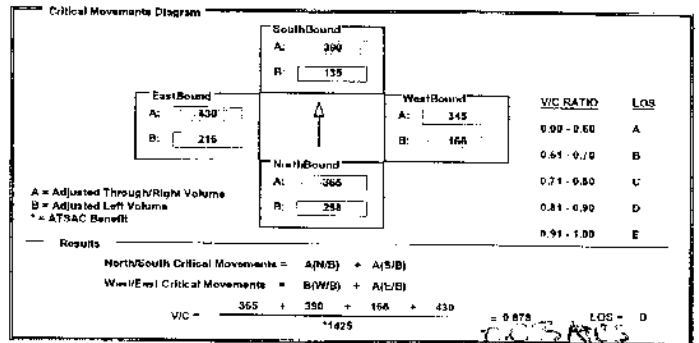 Critical Movements Diagram
SouthBound
A: 390
B: 135
EastBound
A: 430
B: 216
WestBound
A: 345
B: 166
NorthBound
A: 365
B: 258
V/C RATIO LOS
0.00 - 0.60 A
0.61 - 0.70 B
0.71 - 0.80 C
0.81 - 0.90 D
0.91 - 1.00 E
A = Adjusted Through/Right Volume
B = Adjusted Left Volume
* = ATSAC Benefit
Results
North/South Critical Movements = A(N/B) + A(S/B)
West/East Critical Movements = B(W/B) + A(E/B)
V/C = 365 + 390 + 166 + 430 = 0.878 LOS = D
*1425